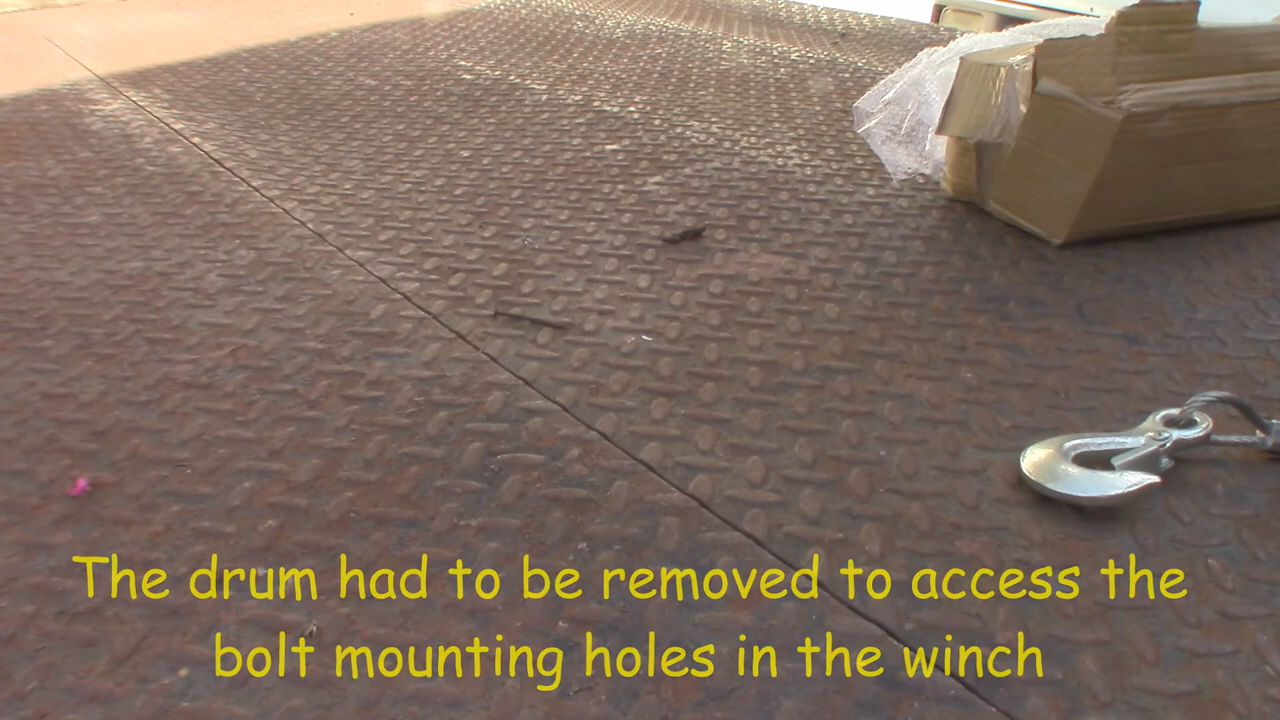 The drum had to be removed to access the
bolt mounting holes in the winch